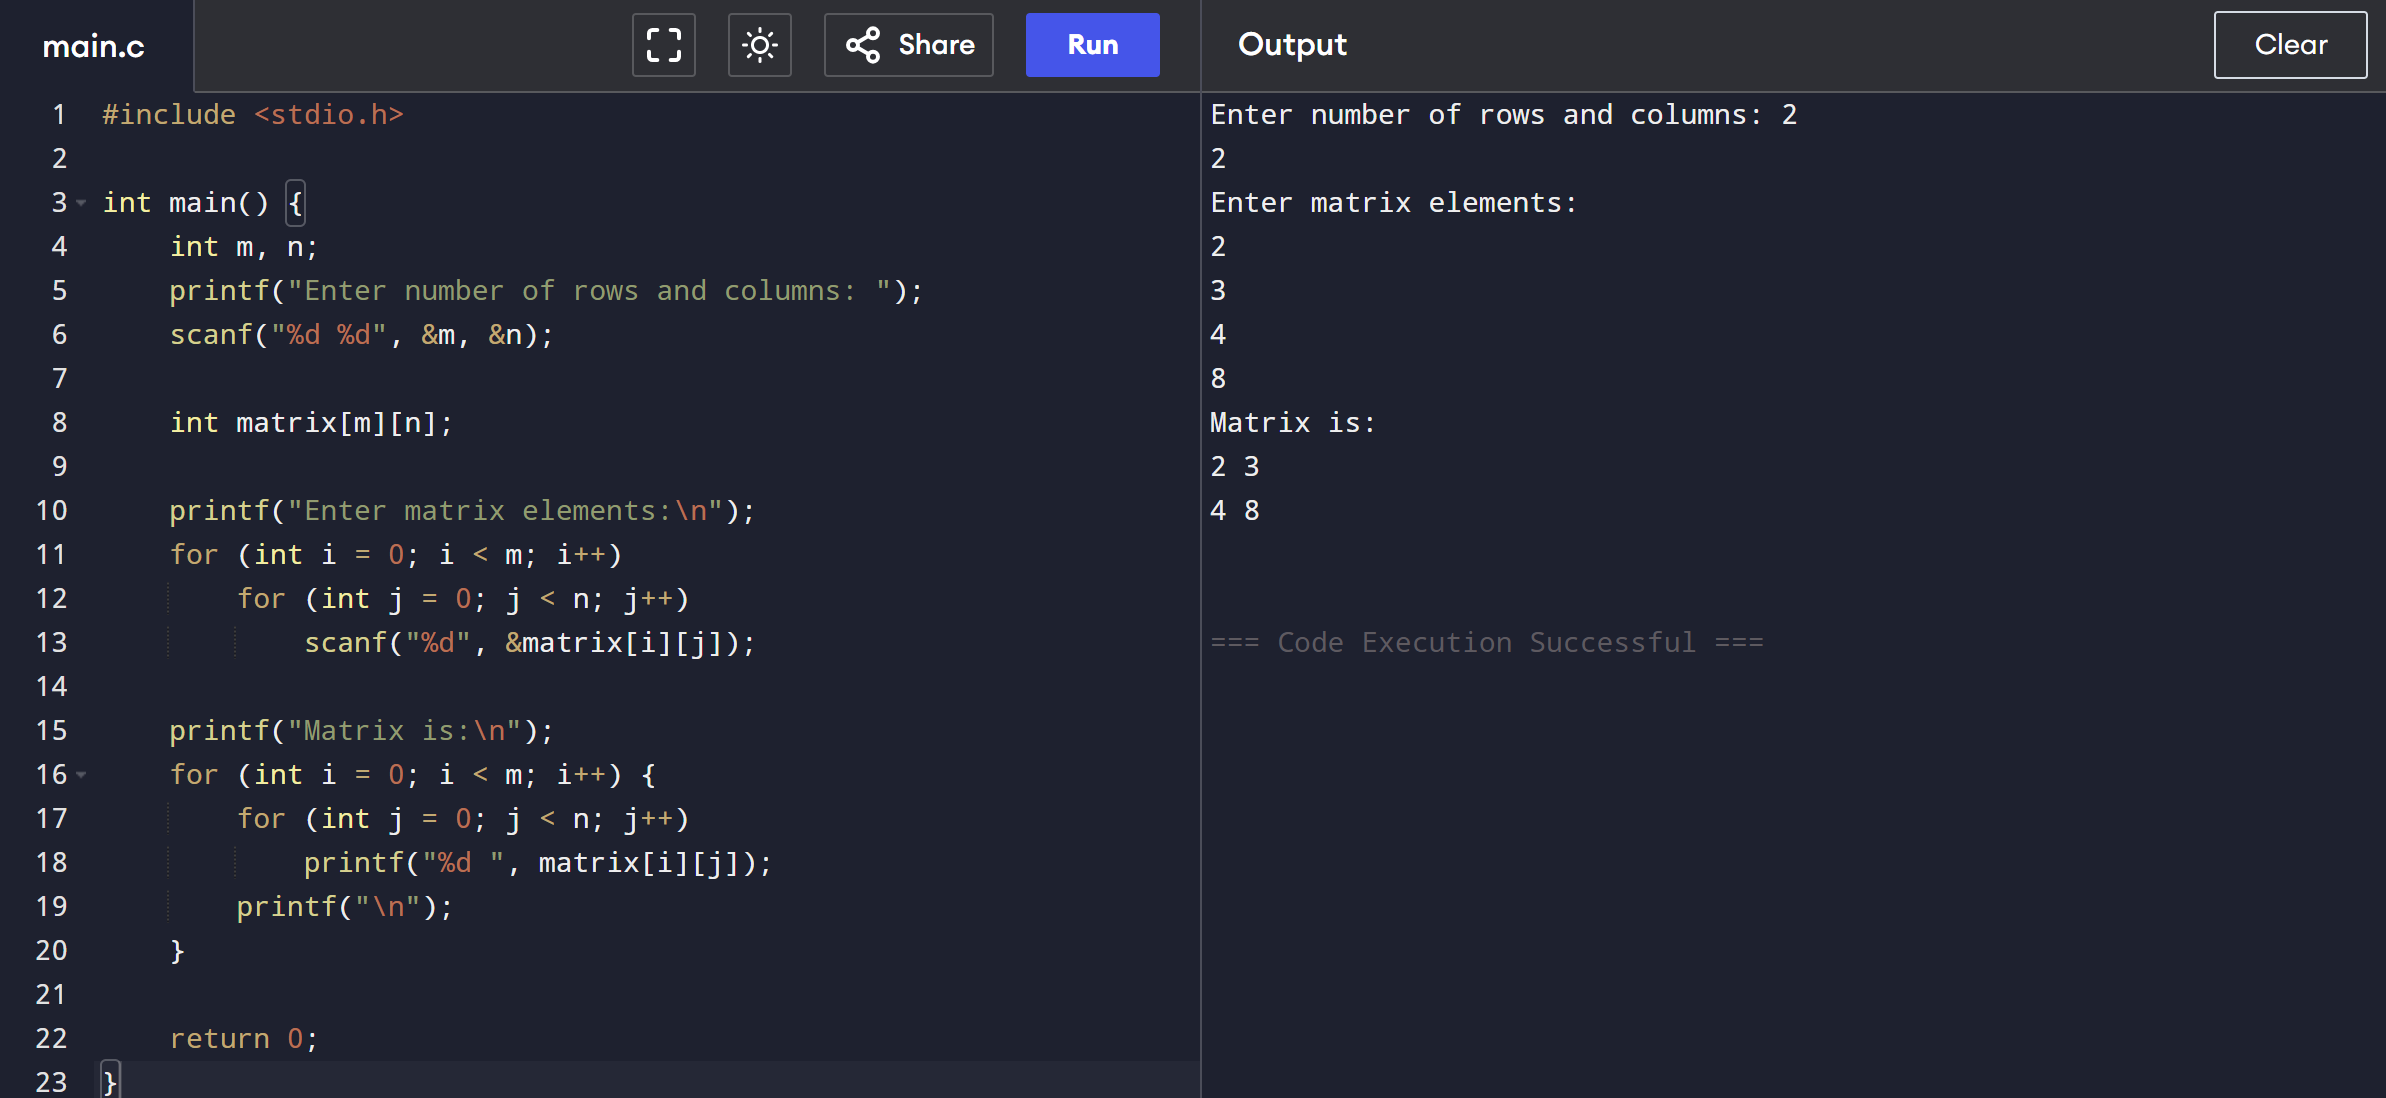 main.c
Share
Run
Output
Clear
1 #include <stdio.h>
2
3 int main() {
4     int m, n;
5     printf("Enter number of rows and columns: ");
6     scanf("%d %d", &m, &n);
7
8     int matrix[m][n];
9
10     printf("Enter matrix elements:\n");
11     for (int i = 0; i < m; i++)
12         for (int j = 0; j < n; j++)
13             scanf("%d", &matrix[i][j]);
14
15     printf("Matrix is:\n");
16     for (int i = 0; i < m; i++) {
17         for (int j = 0; j < n; j++)
18             printf("%d ", matrix[i][j]);
19         printf("\n");
20     }
21
22     return 0;
23 }
Enter number of rows and columns: 2
2
Enter matrix elements:
2
3
4
8
Matrix is:
2 3
4 8
=== Code Execution Successful ===